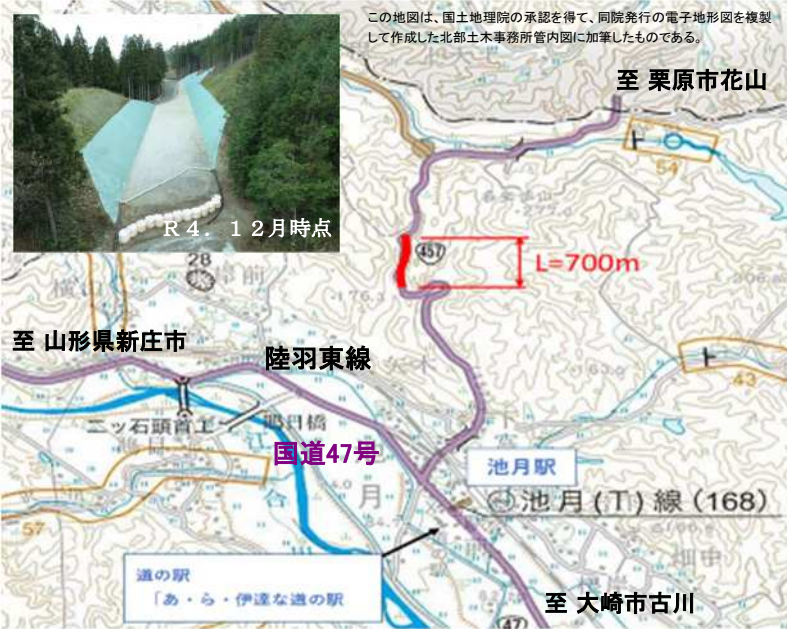 この地図は、国土地理院の承認を得て、同院発行の電子地形図を複製
して作成した北部土木事務所管内図に加筆したものである。
至 栗原市花山
54
R4．12月時点
457
L=700m
28
至 山形県新庄市
陸羽東線
43
二ッ石頭首工
国道47号
池月駅
月
池月(T)線(168)
57
道の駅
「あ・ら・伊達な道の駅
至 大崎市古川
47